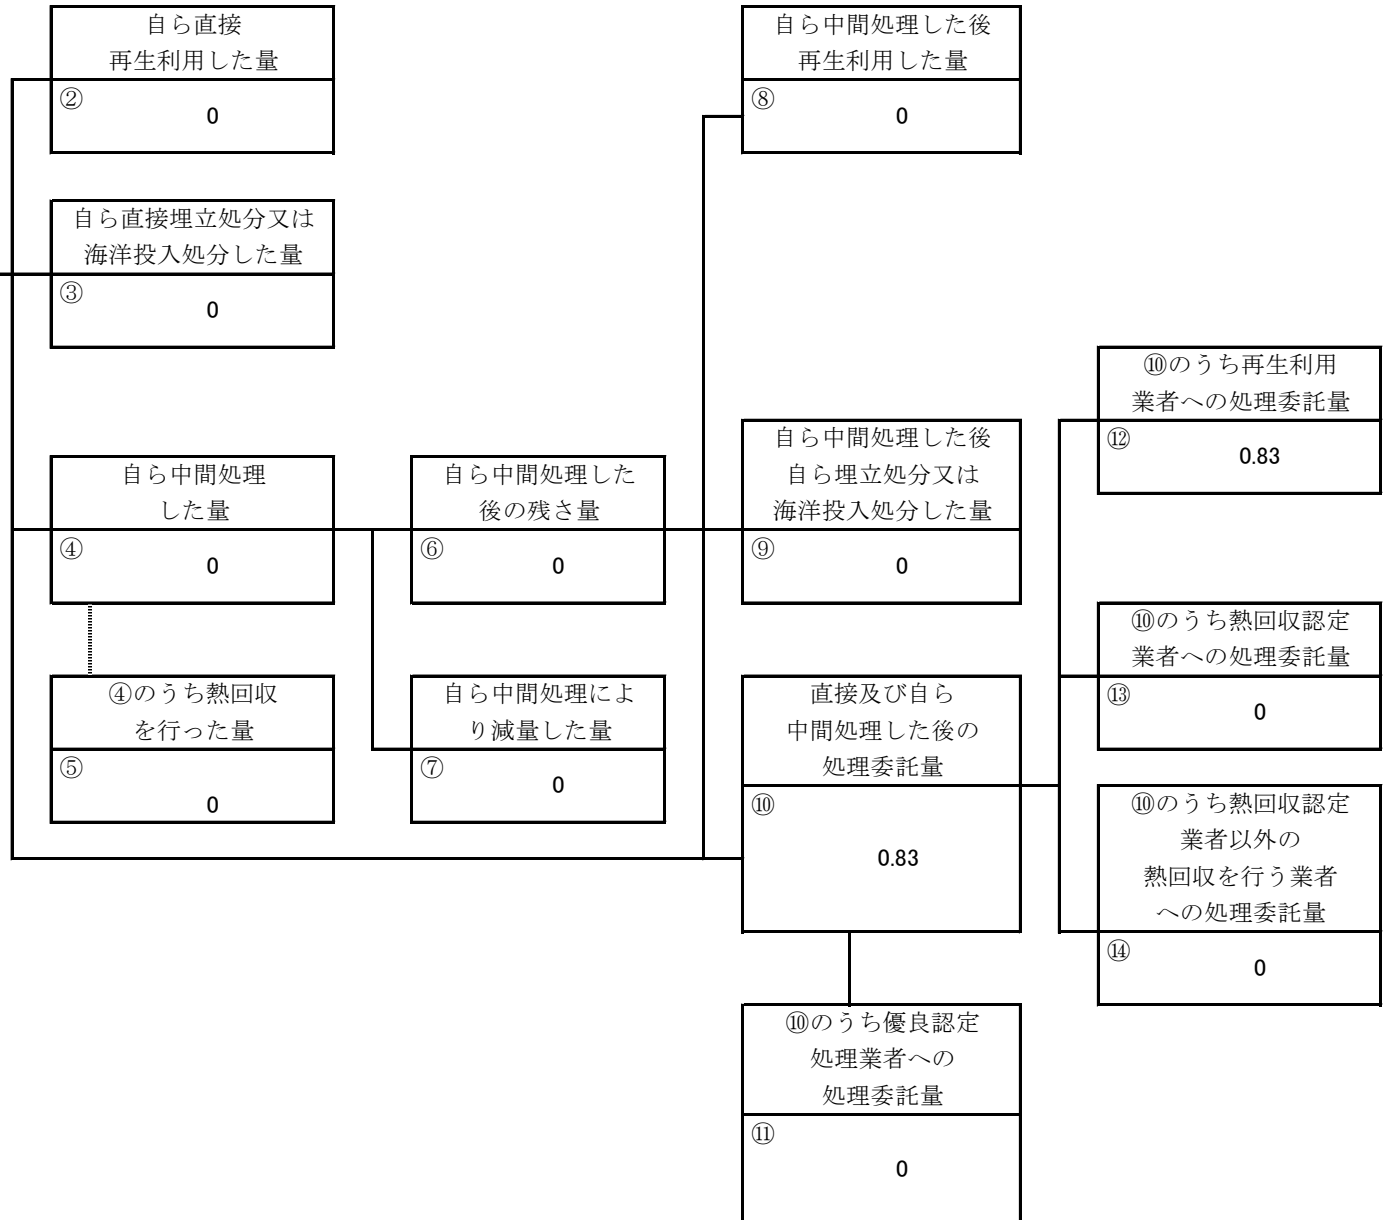 自ら直接
再生利用した量
②
0
自ら中間処理した後
再生利用した量
⑧
0
自ら直接埋立処分又は
海洋投入処分した量
③
0
⑩のうち再生利用
業者への処理委託量
⑫
0.83
自ら中間処理
した量
④
0
自ら中間処理した
後の残さ量
⑥
0
自ら中間処理した後
自ら埋立処分又は
海洋投入処分した量
⑨
0
⑩のうち熱回収認定
業者への処理委託量
⑬
0
④のうち熱回収
を行った量
⑤
0
自ら中間処理によ
り減量した量
⑦
0
直接及び自ら
中間処理した後の
処理委託量
⑩
0.83
⑩のうち熱回収認定
業者以外の
熱回収を行う業者
への処理委託量
⑭
0
⑩のうち優良認定
処理業者への
処理委託量
⑪
0